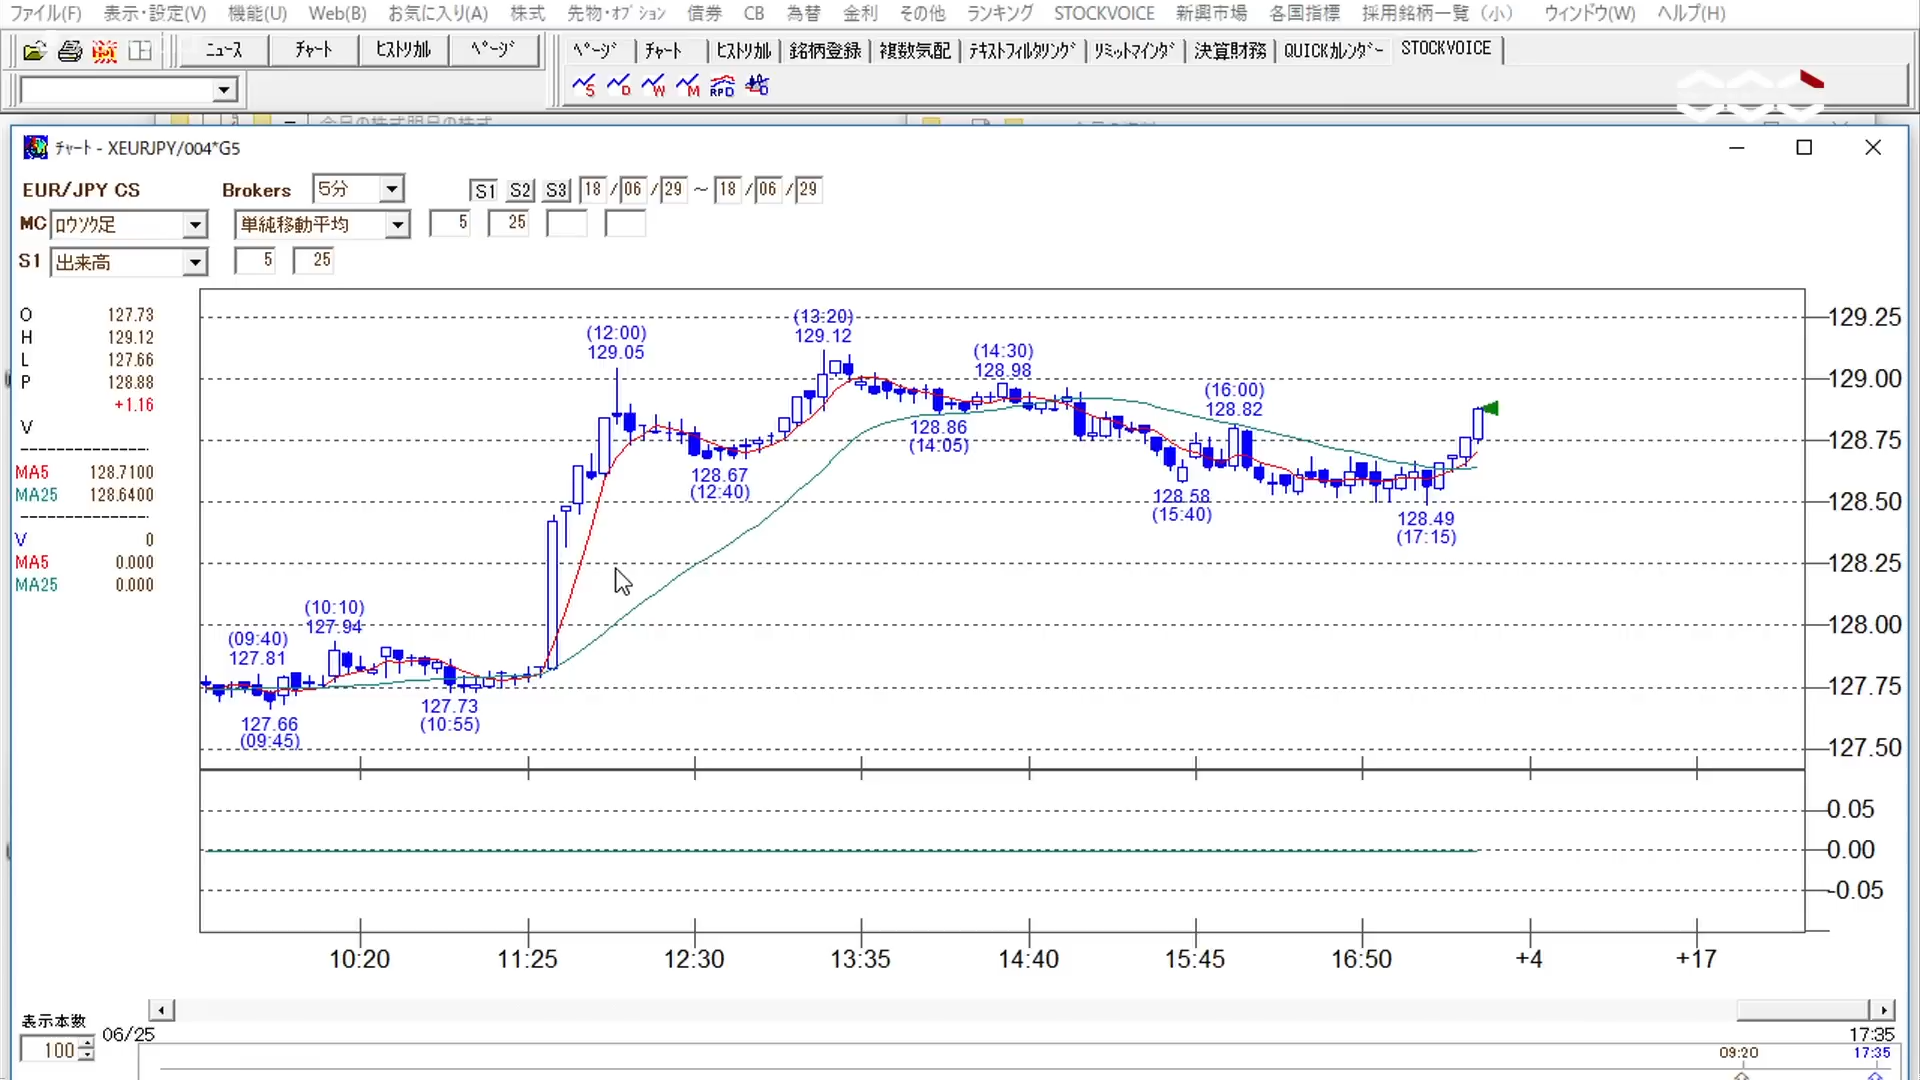 ファイル(F) 表示・設定(V) 機能(U) Web(B) お気に入り(A) 株式 先物・ｵﾌﾟｼｮﾝ 債券 CB 為替 金利 その他 ランキング STOCKVOICE 新興市場 各国指標 採用銘柄一覧（小） ウィンドウ(W) ヘルプ(H)
ﾆｭｰｽ ﾁｬｰﾄ ﾋｽﾄﾘｶﾙ ﾍﾟｰｼﾞ ﾍﾟｰｼﾞ ﾁｬｰﾄ ﾋｽﾄﾘｶﾙ 銘柄登録 複数気配 ﾃｷｽﾄﾌｨﾙﾀﾘﾝｸﾞ ﾘﾐｯﾄﾏｲﾝﾀﾞ 決算財務 QUICKｶﾚﾝﾀﾞｰ STOCKVOICE
S D W M RPD D
ﾁｬｰﾄ - XEURJPY/004*G5
EUR/JPY CS Brokers 5分 S1 S2 S3 18 /06 /29 ～ 18 /06 /29
MC ﾛｳｿｸ足 単純移動平均 5 25
S1 出来高 5 25
O 127.73
H 129.12
L 127.66
P 128.88
+1.16
V
MA5 128.7100
MA25 128.6400
V 0
MA5 0.000
MA25 0.000
(09:40)
127.81
127.66
(09:45)
(10:10)
127.94
127.73
(10:55)
(12:00)
129.05
128.67
(12:40)
(13:20)
129.12
128.86
(14:05)
(14:30)
128.98
128.58
(15:40)
(16:00)
128.82
128.49
(17:15)
129.25
129.00
128.75
128.50
128.25
128.00
127.75
127.50
0.05
0.00
-0.05
10:20 11:25 12:30 13:35 14:40 15:45 16:50 +4 +17
表示本数
100
06/25 17:35
09:20 17:35